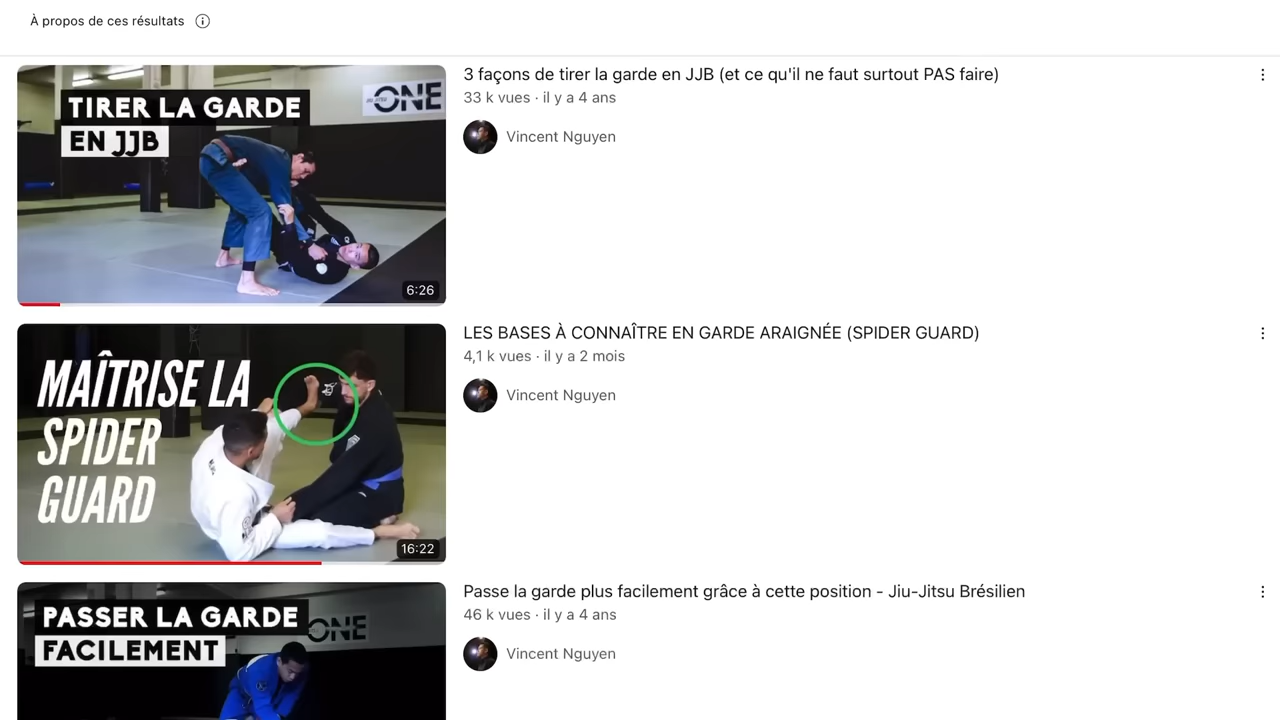 À propos de ces résultats
TIRER LA GARDE
EN JJB
ONE
6:26
3 façons de tirer la garde en JJB (et ce qu'il ne faut surtout PAS faire)
33 k vues · il y a 4 ans
Vincent Nguyen
MAÎTRISE LA
SPIDER
GUARD
16:22
LES BASES À CONNAÎTRE EN GARDE ARAIGNÉE (SPIDER GUARD)
4,1 k vues · il y a 2 mois
Vincent Nguyen
PASSER LA GARDE
FACILEMENT
ONE
Passe la garde plus facilement grâce à cette position - Jiu-Jitsu Brésilien
46 k vues · il y a 4 ans
Vincent Nguyen